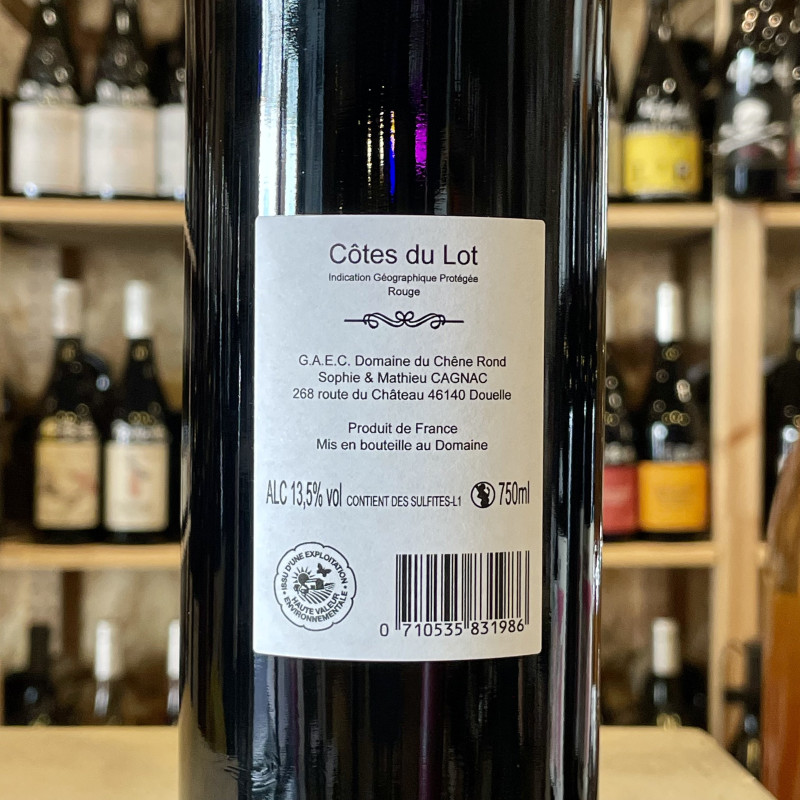 Côtes du Lot
Indication Géographique Protégée
Rouge
G.A.E.C. Domaine du Chêne Rond
Sophie & Mathieu CAGNAC
268 route du Château 46140 Douelle
Produit de France
Mis en bouteille au Domaine
ALC 13,5% vol CONTIENT DES SULFITES-L1 750ml
ISSU D'UNE EXPLOITATION
HAUTE VALEUR
ENVIRONNEMENTALE
0 710535 831986